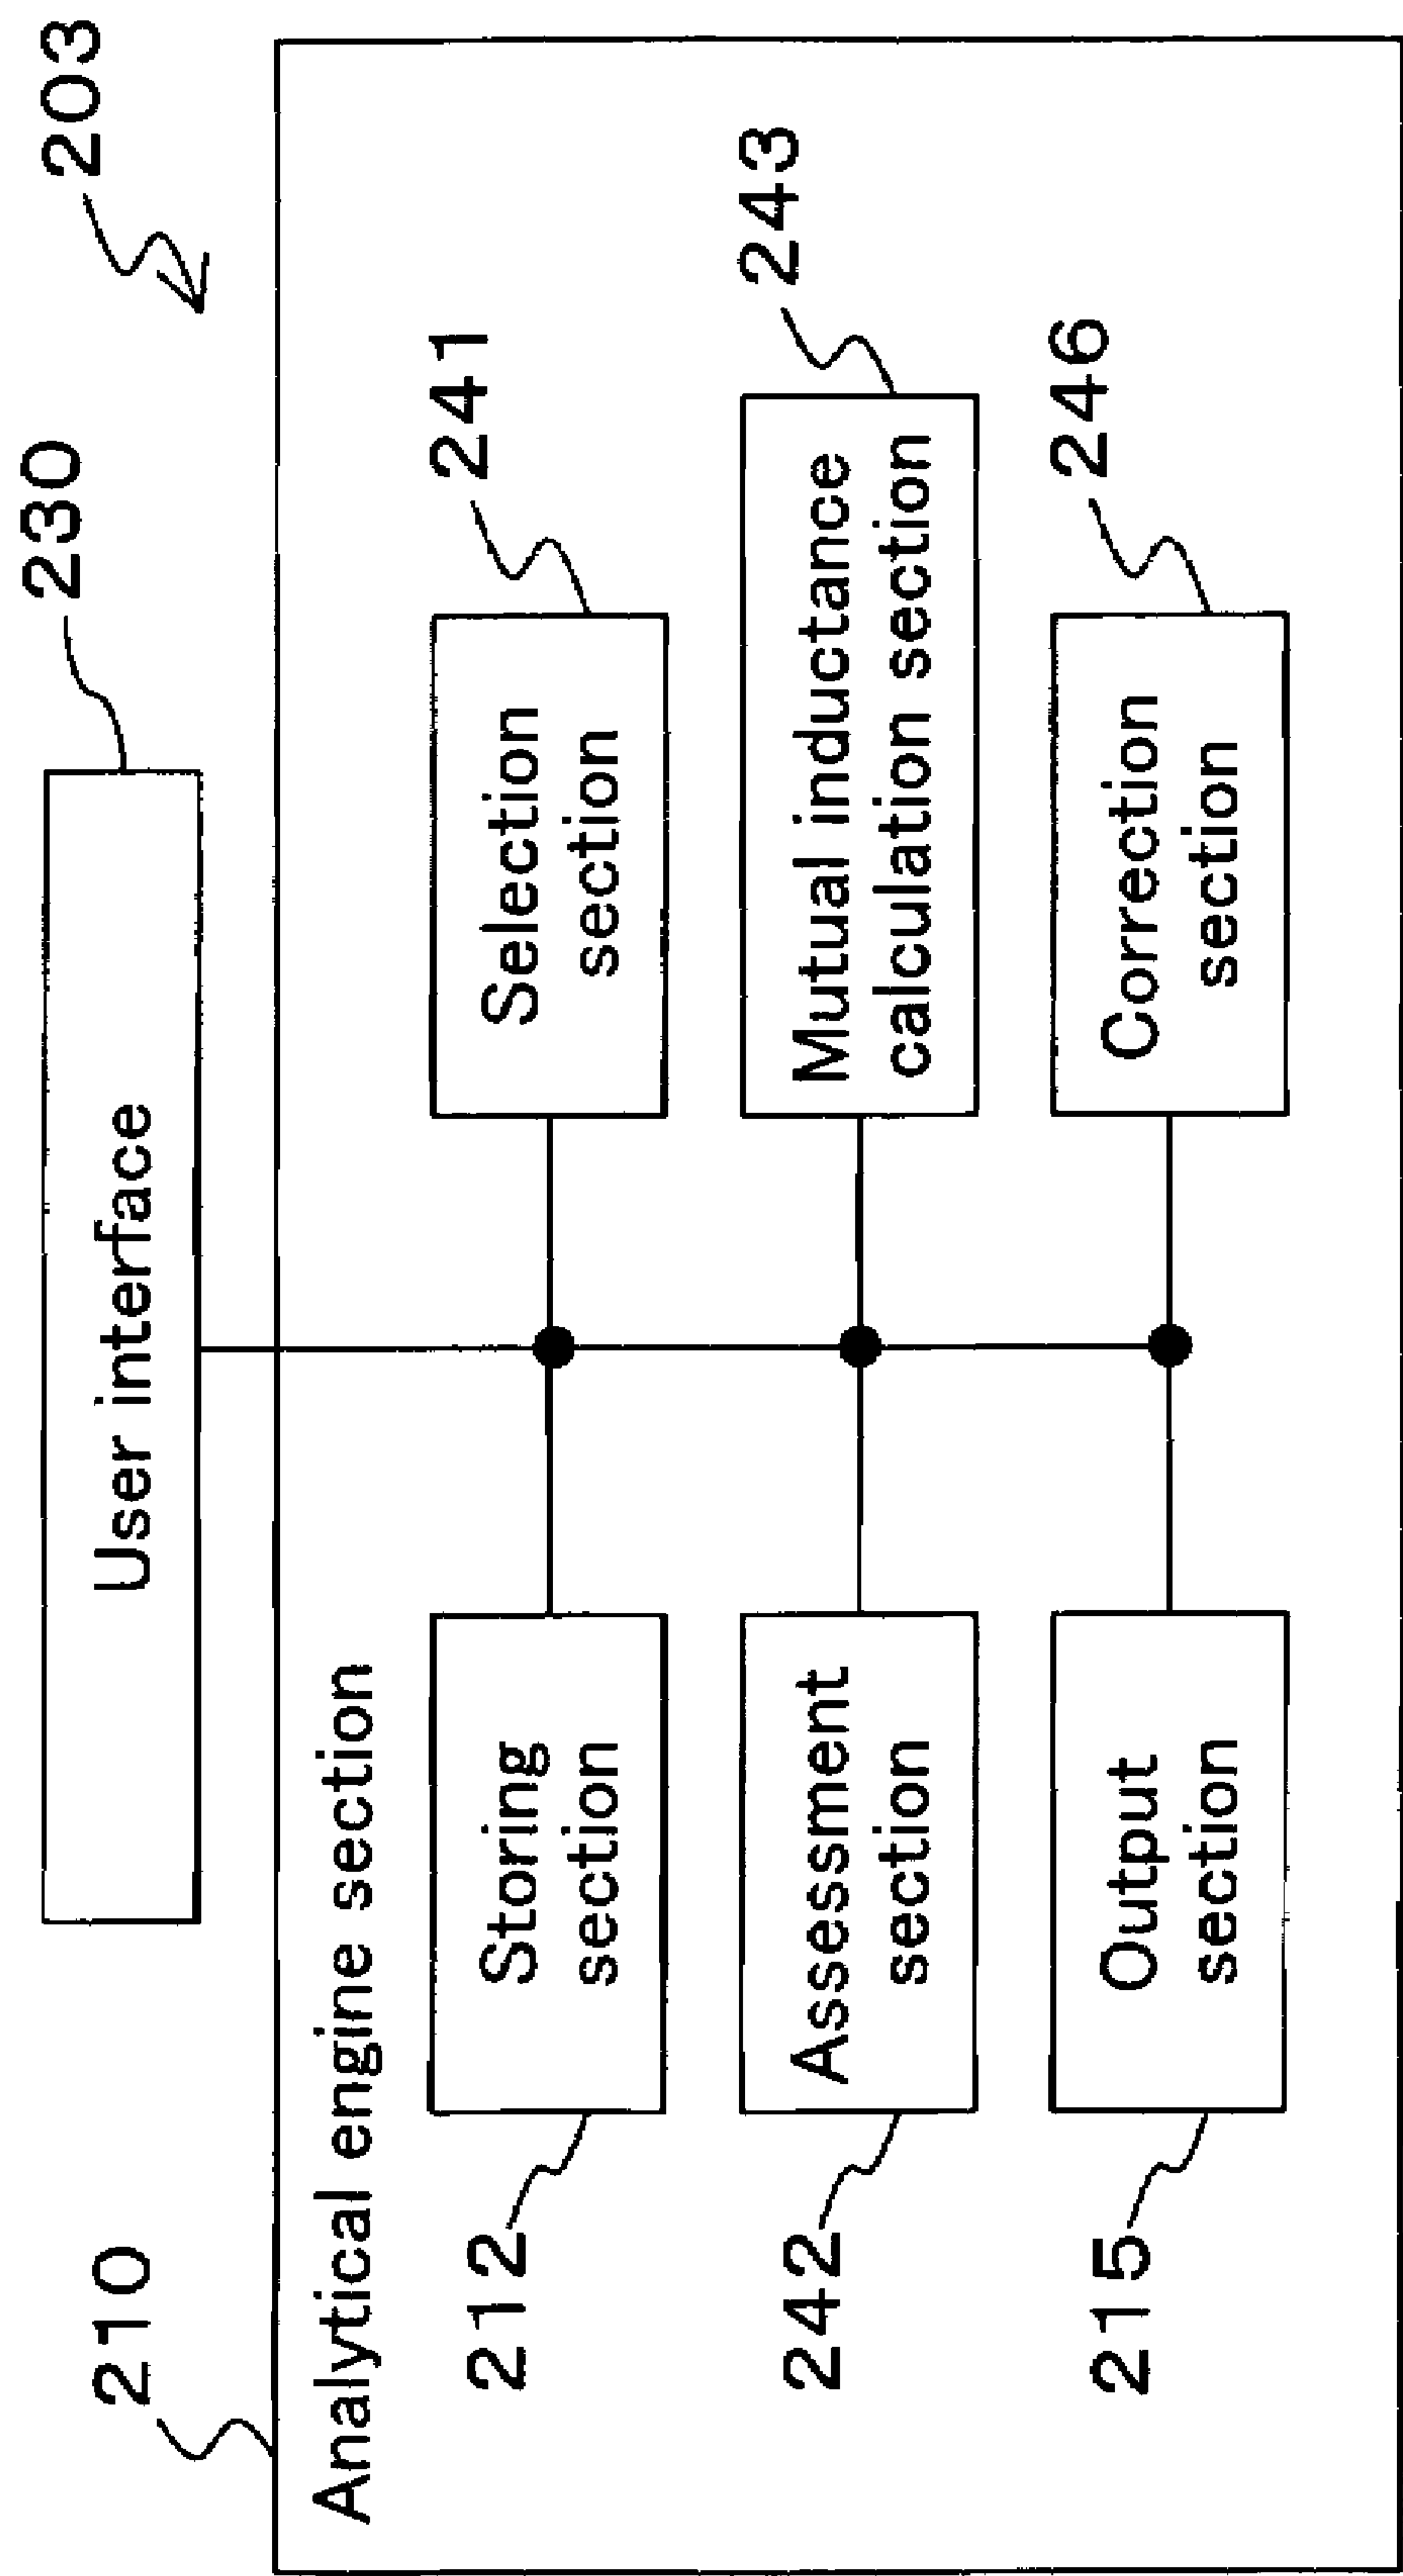 203
230
User interface
210
Analytical engine section
212
Storing
section
241
Selection
section
242
Assessment
section
243
Mutual inductance
calculation section
215
Output
section
246
Correction
section